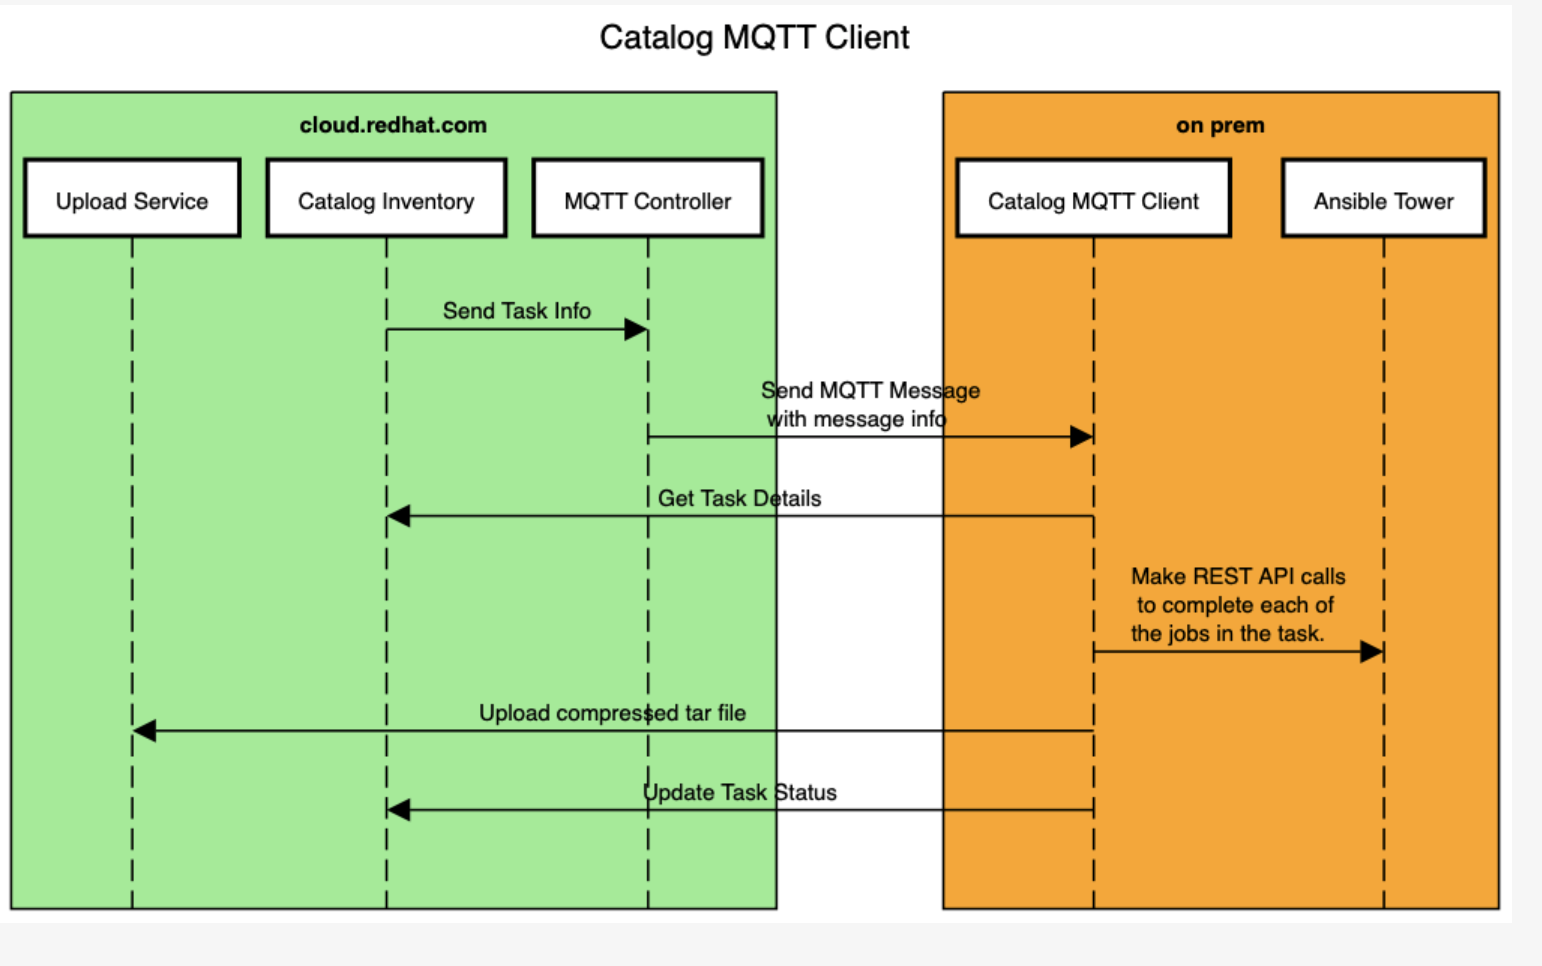 Catalog MQTT Client
cloud.redhat.com
on prem
Upload Service
Catalog Inventory
MQTT Controller
Catalog MQTT Client
Ansible Tower
Send Task Info
Send MQTT Message
with message info
Get Task Details
Make REST API calls
to complete each of
the jobs in the task.
Upload compressed tar file
Update Task Status